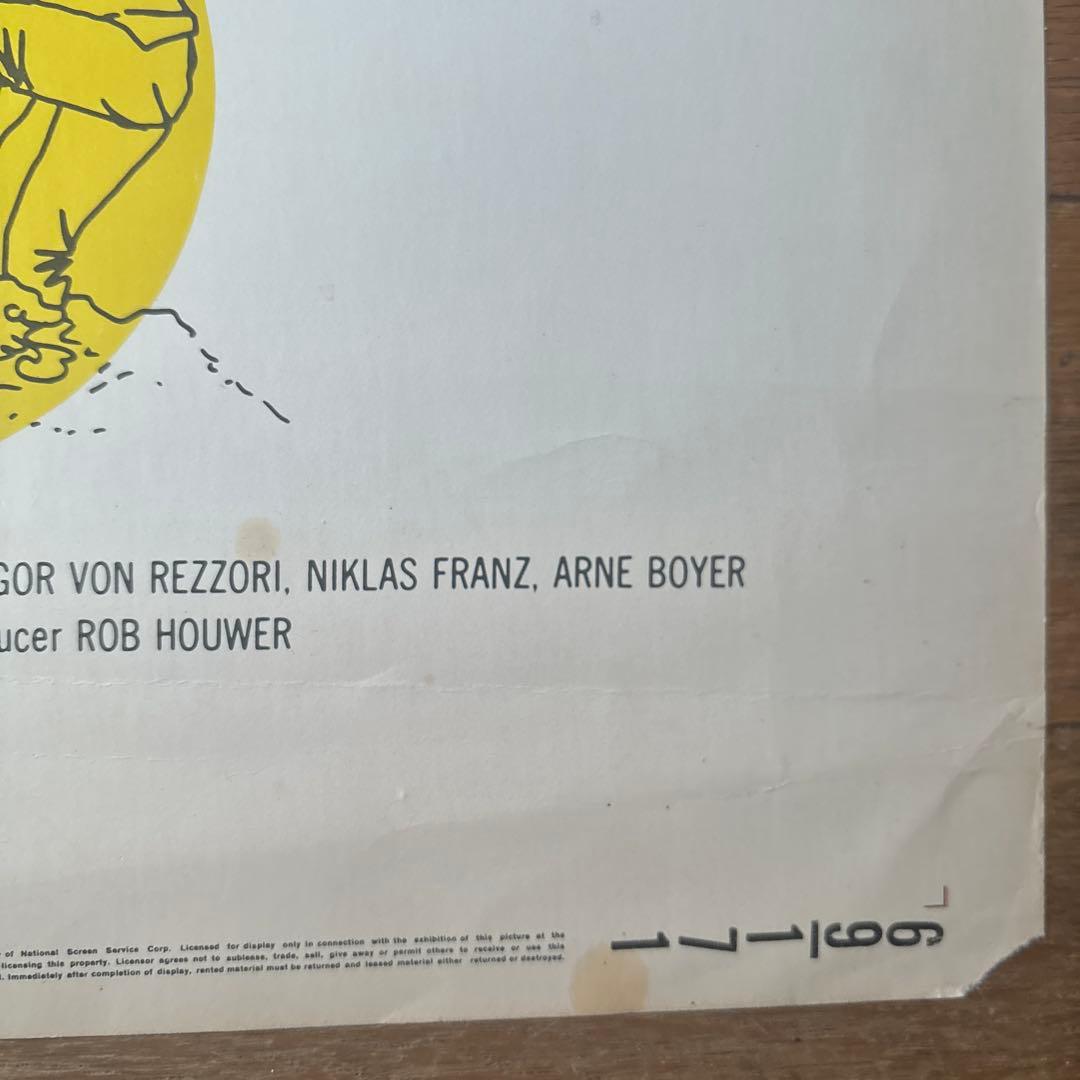 GOR VON REZZORI, NIKLAS FRANZ, ARNE BOYER
ucer ROB HOUWER
of National Screen Service Corp. Licensed for display only in connection with the exhibition of this picture at the
licensing this property. Licensor agrees not to sublease, trade, sell, give away or permit others to receive or use this
. Immediately after completion of display, rented material must be returned and leased material either returned or destroyed.
69/171